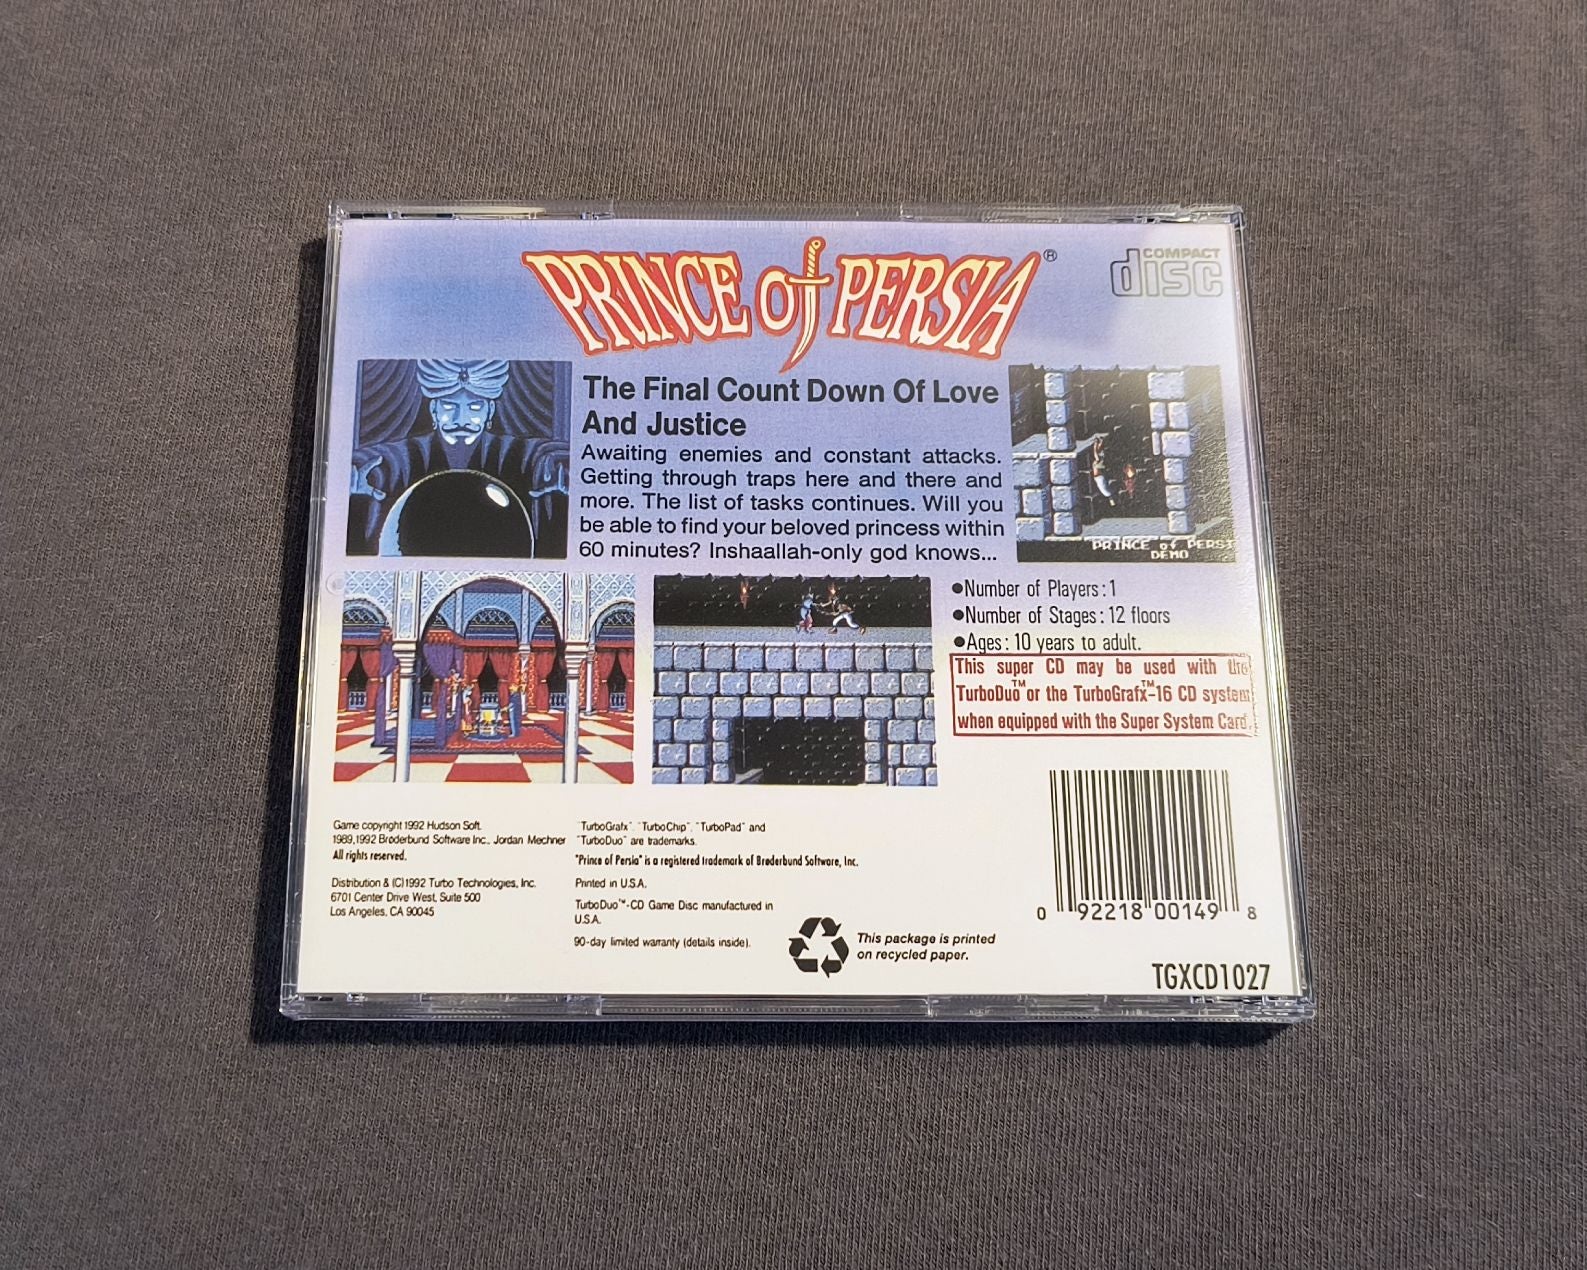 PRINCE of PERSIA®
COMPACT
disc
The Final Count Down Of Love
And Justice
Awaiting enemies and constant attacks.
Getting through traps here and there and
more. The list of tasks continues. Will you
be able to find your beloved princess within
60 minutes? Inshaallah-only god knows...
PRINCE of PERSI
DEMO
●Number of Players : 1
●Number of Stages : 12 floors
●Ages : 10 years to adult.
This super CD may be used with the
TurboDuo™ or the TurboGrafx™-16 CD system
when equipped with the Super System Card.
Game copyright 1992 Hudson Soft.
1989,1992 Brøderbund Software Inc., Jordan Mechner
All rights reserved.
Distribution & (C)1992 Turbo Technologies, Inc.
6701 Center Drive West, Suite 500
Los Angeles, CA 90045
"TurboGrafx", "TurboChip", "TurboPad" and
"TurboDuo" are trademarks.
"Prince of Persia" is a registered trademark of Brøderbund Software, Inc.
Printed in U.S.A.
TurboDuo™-CD Game Disc manufactured in
U.S.A.
90-day limited warranty (details inside).
This package is printed
on recycled paper.
0 92218 00149 8
TGXCD1027